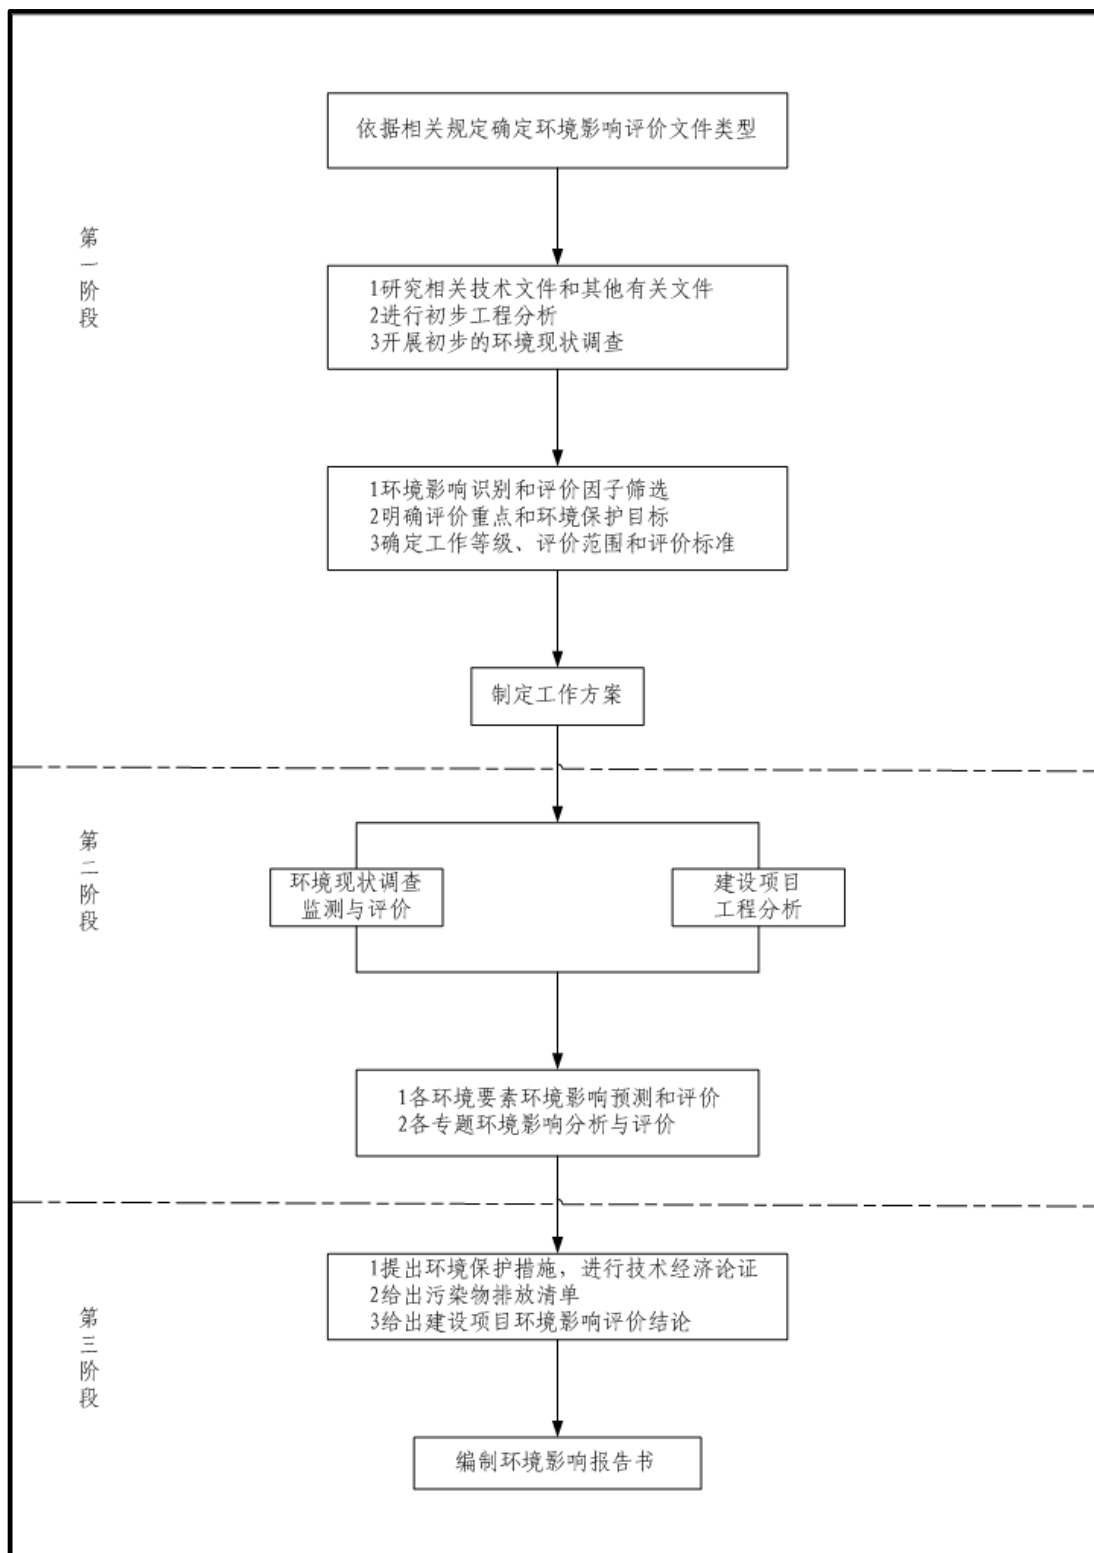 依据相关规定确定环境影响评价文件类型
第一阶段
1研究相关技术文件和其他有关文件
2进行初步工程分析
3开展初步的环境现状调查
1环境影响识别和评价因子筛选
2明确评价重点和环境保护目标
3确定工作等级、评价范围和评价标准
制定工作方案
第二阶段
环境现状调查
监测与评价
建设项目
工程分析
1各环境要素环境影响预测和评价
2各专题环境影响分析与评价
第三阶段
1提出环境保护措施，进行技术经济论证
2给出污染物排放清单
3给出建设项目环境影响评价结论
编制环境影响报告书